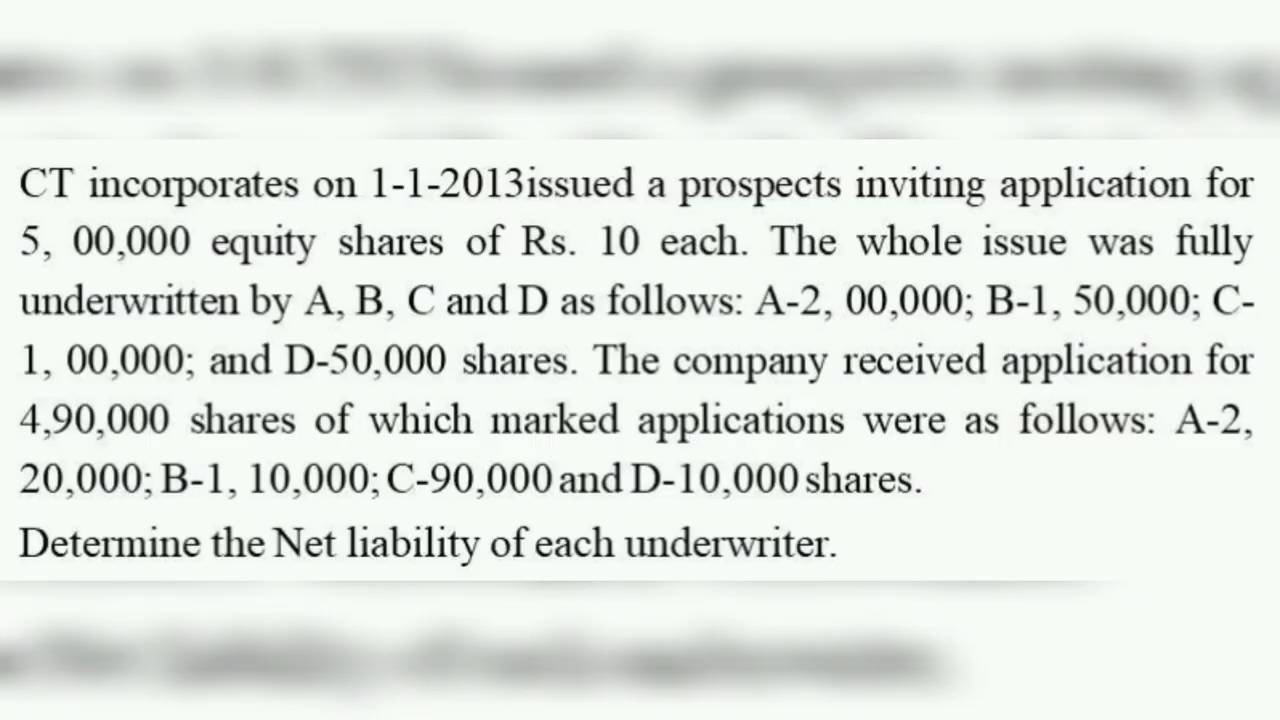 CT incorporates on 1-1-2013issued a prospects inviting application for
5, 00,000 equity shares of Rs. 10 each. The whole issue was fully
underwritten by A, B, C and D as follows: A-2, 00,000; B-1, 50,000; C-
1, 00,000; and D-50,000 shares. The company received application for
4,90,000 shares of which marked applications were as follows: A-2,
20,000; B-1, 10,000; C-90,000 and D-10,000 shares.
Determine the Net liability of each underwriter.